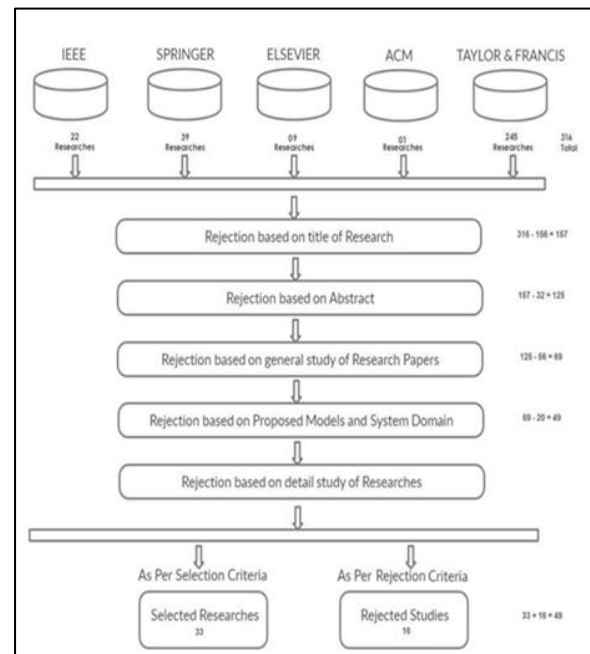 IEEE SPRINGER ELSEVIER ACM TAYLOR & FRANCIS
22 39 09 01 245 316
Researches Researches Researches Researches Researches Total
Rejection based on title of Research 316 - 156 = 157
Rejection based on Abstract 157 - 32 = 125
Rejection based on general study of Research Papers 125 - 56 = 69
Rejection based on Proposed Models and System Domain 69 - 20 = 49
Rejection based on detail study of Researches
As Per Selection Criteria As Per Rejection Criteria
Selected Researches Rejected Studies 33 + 16 = 49
33 16